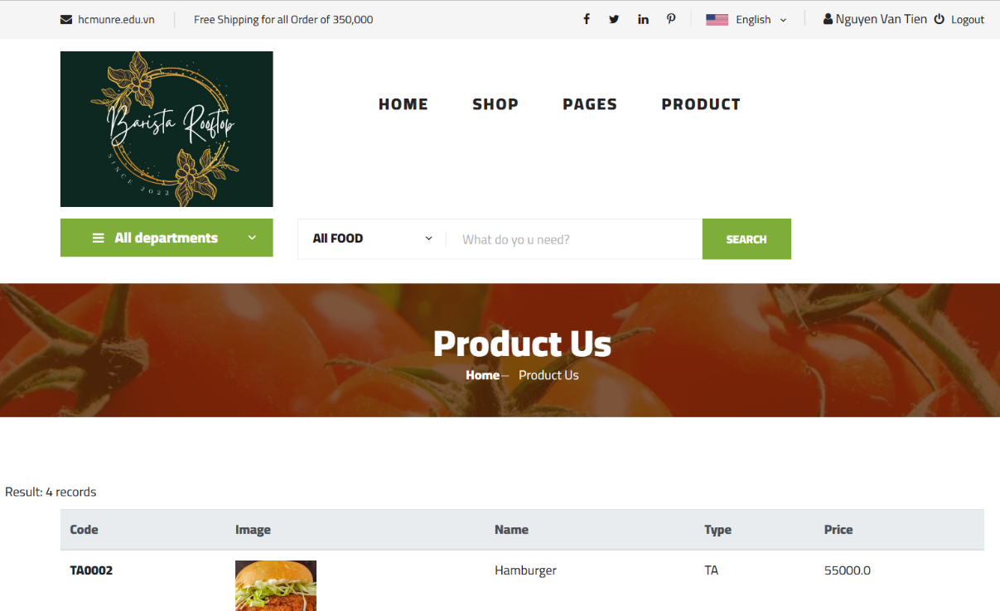 hcmunre.edu.vn Free Shipping for all Order of 350,000 English Nguyen Van Tien Logout
Barista Rooftop
SINCE 2022
HOME SHOP PAGES PRODUCT
All departments All FOOD What do yo u need? SEARCH
Product Us
Home – Product Us
Result: 4 records
Code Image Name Type Price
TA0002 Hamburger TA 55000.0